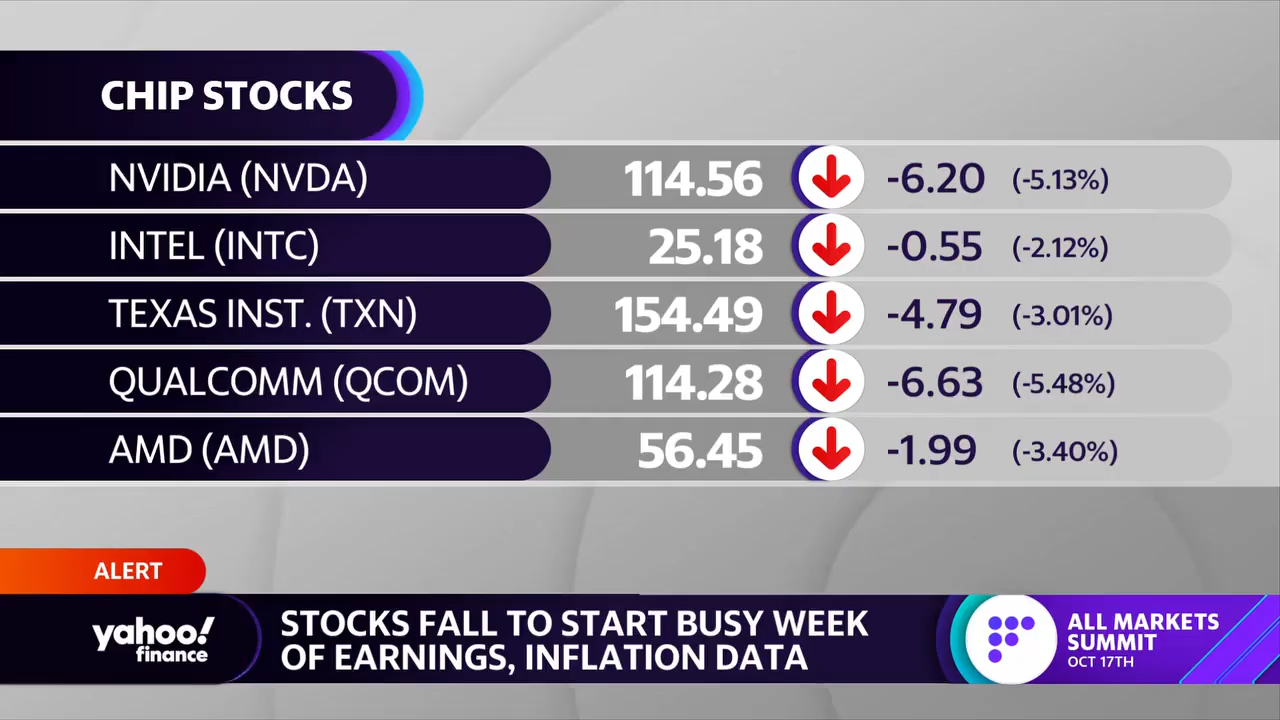 CHIP STOCKS
NVIDIA (NVDA) 114.56 -6.20 (-5.13%)
INTEL (INTC) 25.18 -0.55 (-2.12%)
TEXAS INST. (TXN) 154.49 -4.79 (-3.01%)
QUALCOMM (QCOM) 114.28 -6.63 (-5.48%)
AMD (AMD) 56.45 -1.99 (-3.40%)
ALERT
yahoo!
finance
STOCKS FALL TO START BUSY WEEK
OF EARNINGS, INFLATION DATA
ALL MARKETS
SUMMIT
OCT 17TH